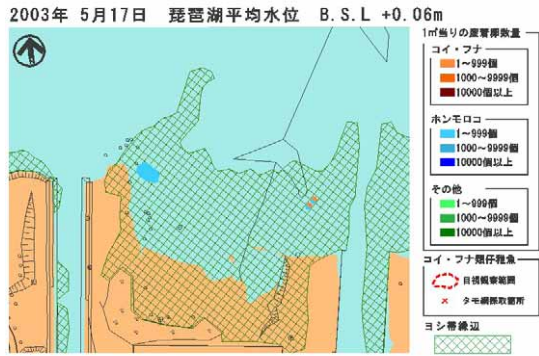 2003年 5月17日 琵琶湖平均水位 B.S.L +0.06m
1㎡当りの産着卵数量
コイ・フナ
1～999個
1000～9999個
10000個以上
ホンモロコ
1～999個
1000～9999個
10000個以上
その他
1～999個
1000～9999個
10000個以上
コイ・フナ類仔稚魚
目視観察範囲
タモ網採取箇所
ヨシ帯縁辺